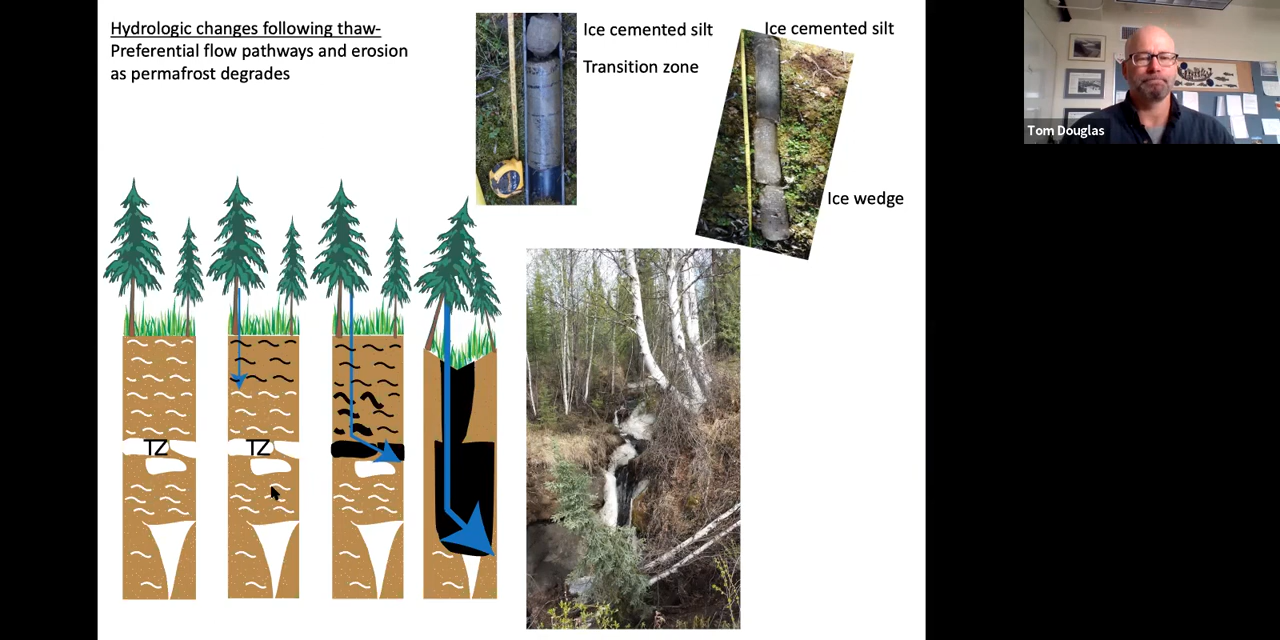 Hydrologic changes following thaw-
Preferential flow pathways and erosion
as permafrost degrades
Ice cemented silt
Transition zone
Ice cemented silt
Ice wedge
Tom Douglas
TZ
TZ